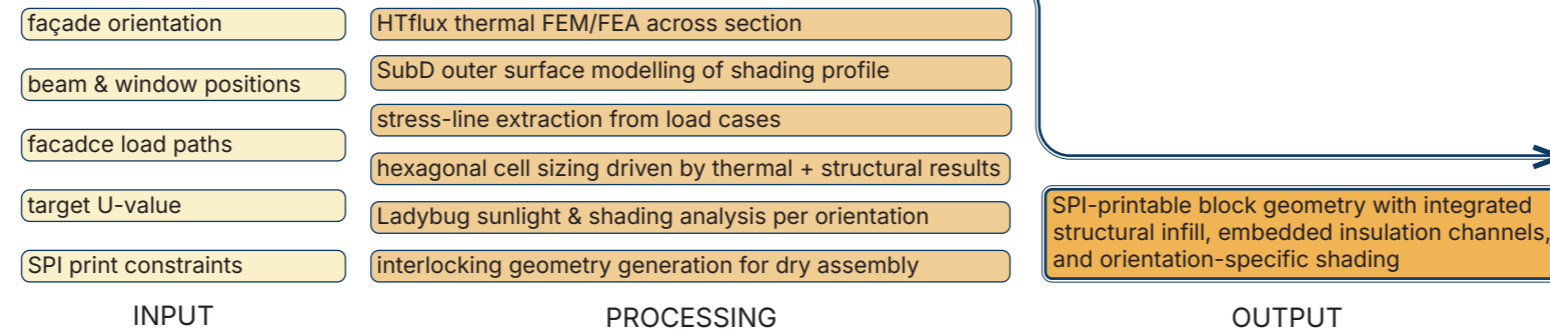 façade orientation
beam & window positions
facadce load paths
target U-value
SPI print constraints
INPUT
HTflux thermal FEM/FEA across section
SubD outer surface modelling of shading profile
stress-line extraction from load cases
hexagonal cell sizing driven by thermal + structural results
Ladybug sunlight & shading analysis per orientation
interlocking geometry generation for dry assembly
PROCESSING
SPI-printable block geometry with integrated
structural infill, embedded insulation channels,
and orientation-specific shading
OUTPUT